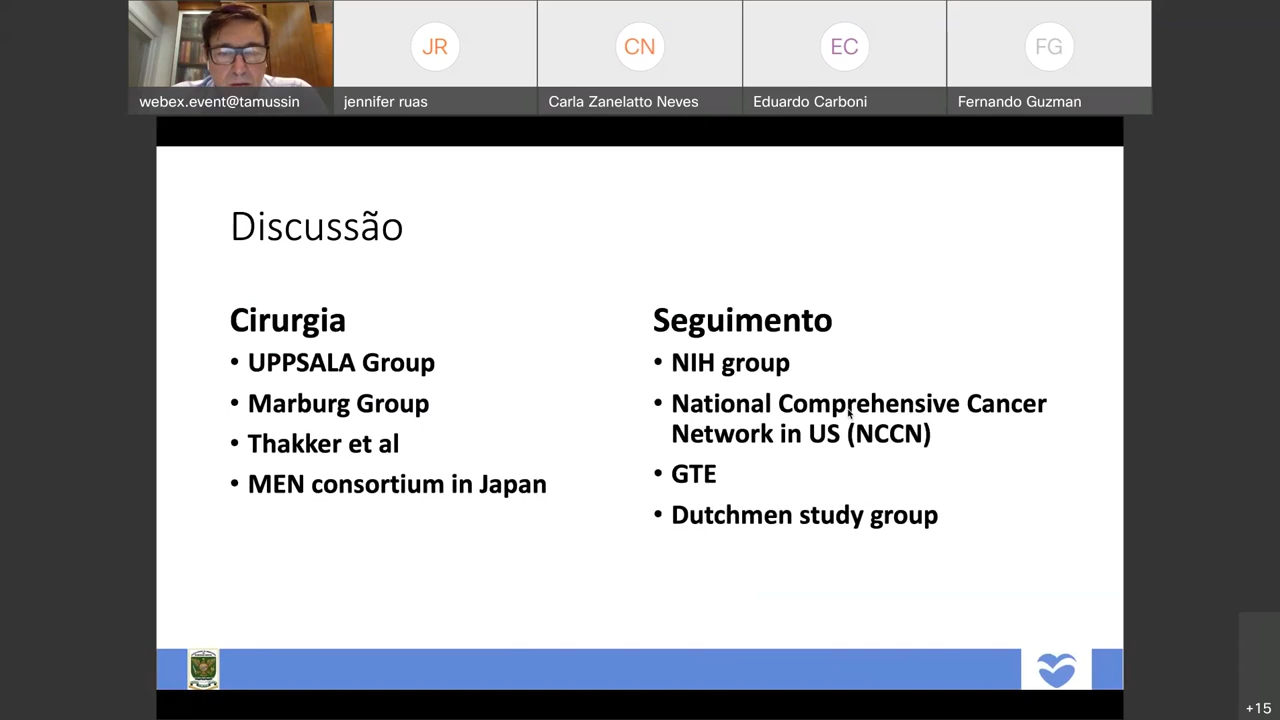 JR
CN
EC
FG
webex.event@tamussin
jennifer ruas
Carla Zanelatto Neves
Eduardo Carboni
Fernando Guzman
Discussão
Cirurgia
• UPPSALA Group
• Marburg Group
• Thakker et al
• MEN consortium in Japan
Seguimento
• NIH group
• National Comprehensive Cancer
Network in US (NCCN)
• GTE
• Dutchmen study group
+15